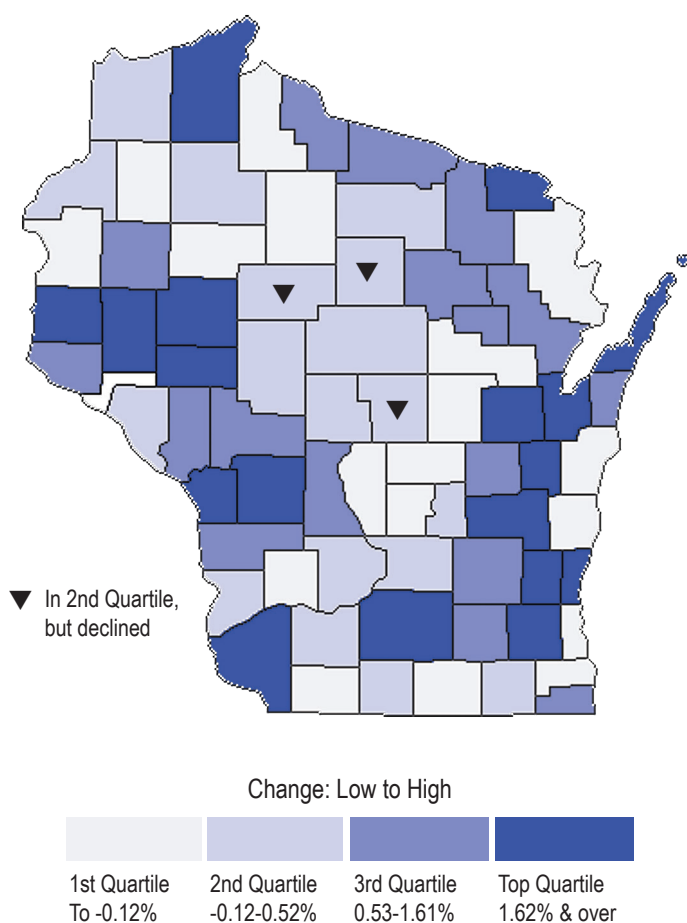 In 2nd Quartile,
but declined
Change: Low to High
1st Quartile 2nd Quartile 3rd Quartile Top Quartile
To -0.12% -0.12-0.52% 0.53-1.61% 1.62% & over